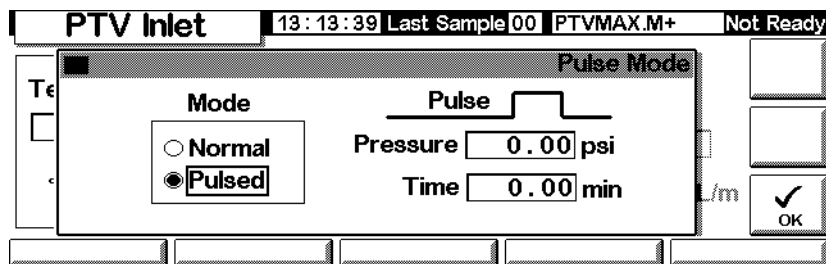 PTV Inlet 13:13:39 Last Sample 00 PTVMAX.M+ Not Ready
Pulse Mode
Te
Mode Pulse
Normal Pressure 0.00 psi
Pulsed Time 0.00 min
L/m
OK